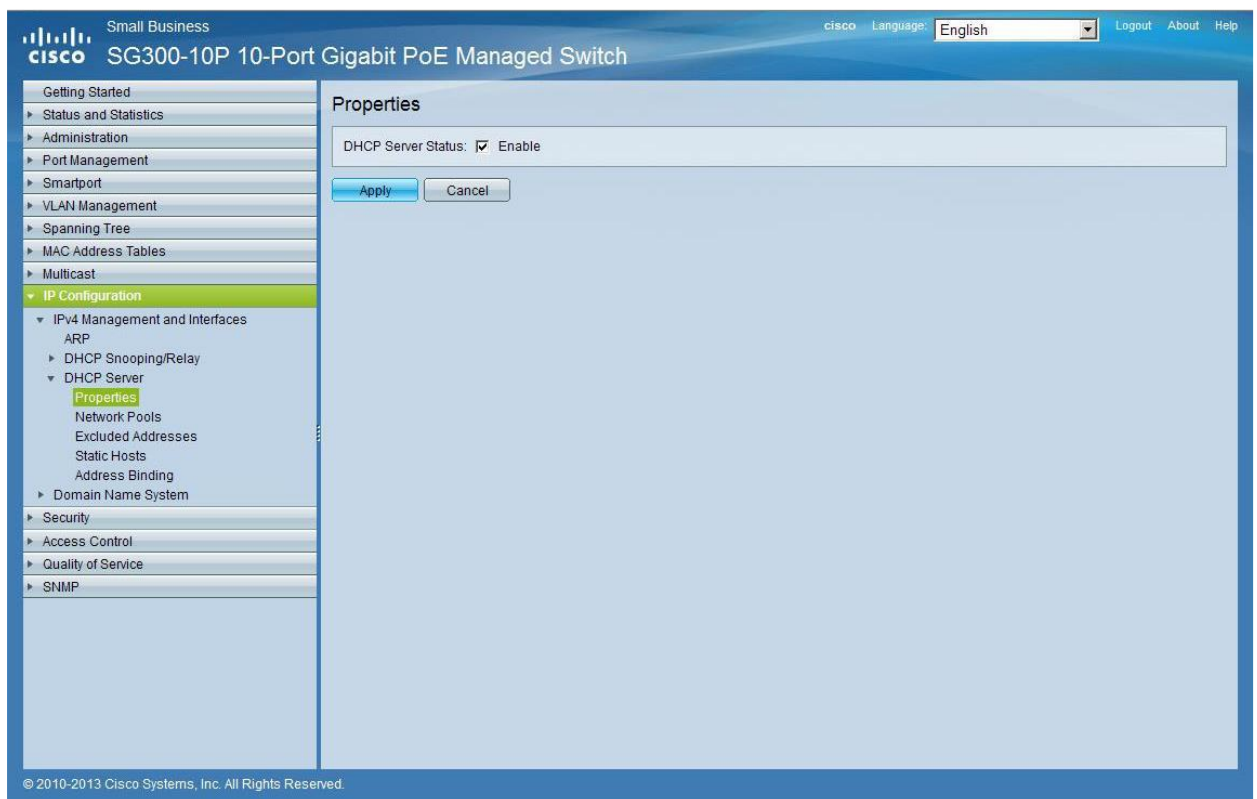 Small Business
cisco Language: English Logout About Help
cisco SG300-10P 10-Port Gigabit PoE Managed Switch
Getting Started
Status and Statistics
Administration
Port Management
Smartport
VLAN Management
Spanning Tree
MAC Address Tables
Multicast
IP Configuration
IPv4 Management and Interfaces
ARP
DHCP Snooping/Relay
DHCP Server
Properties
Network Pools
Excluded Addresses
Static Hosts
Address Binding
Domain Name System
Security
Access Control
Quality of Service
SNMP
Properties
DHCP Server Status: Enable
Apply Cancel
© 2010-2013 Cisco Systems, Inc. All Rights Reserved.